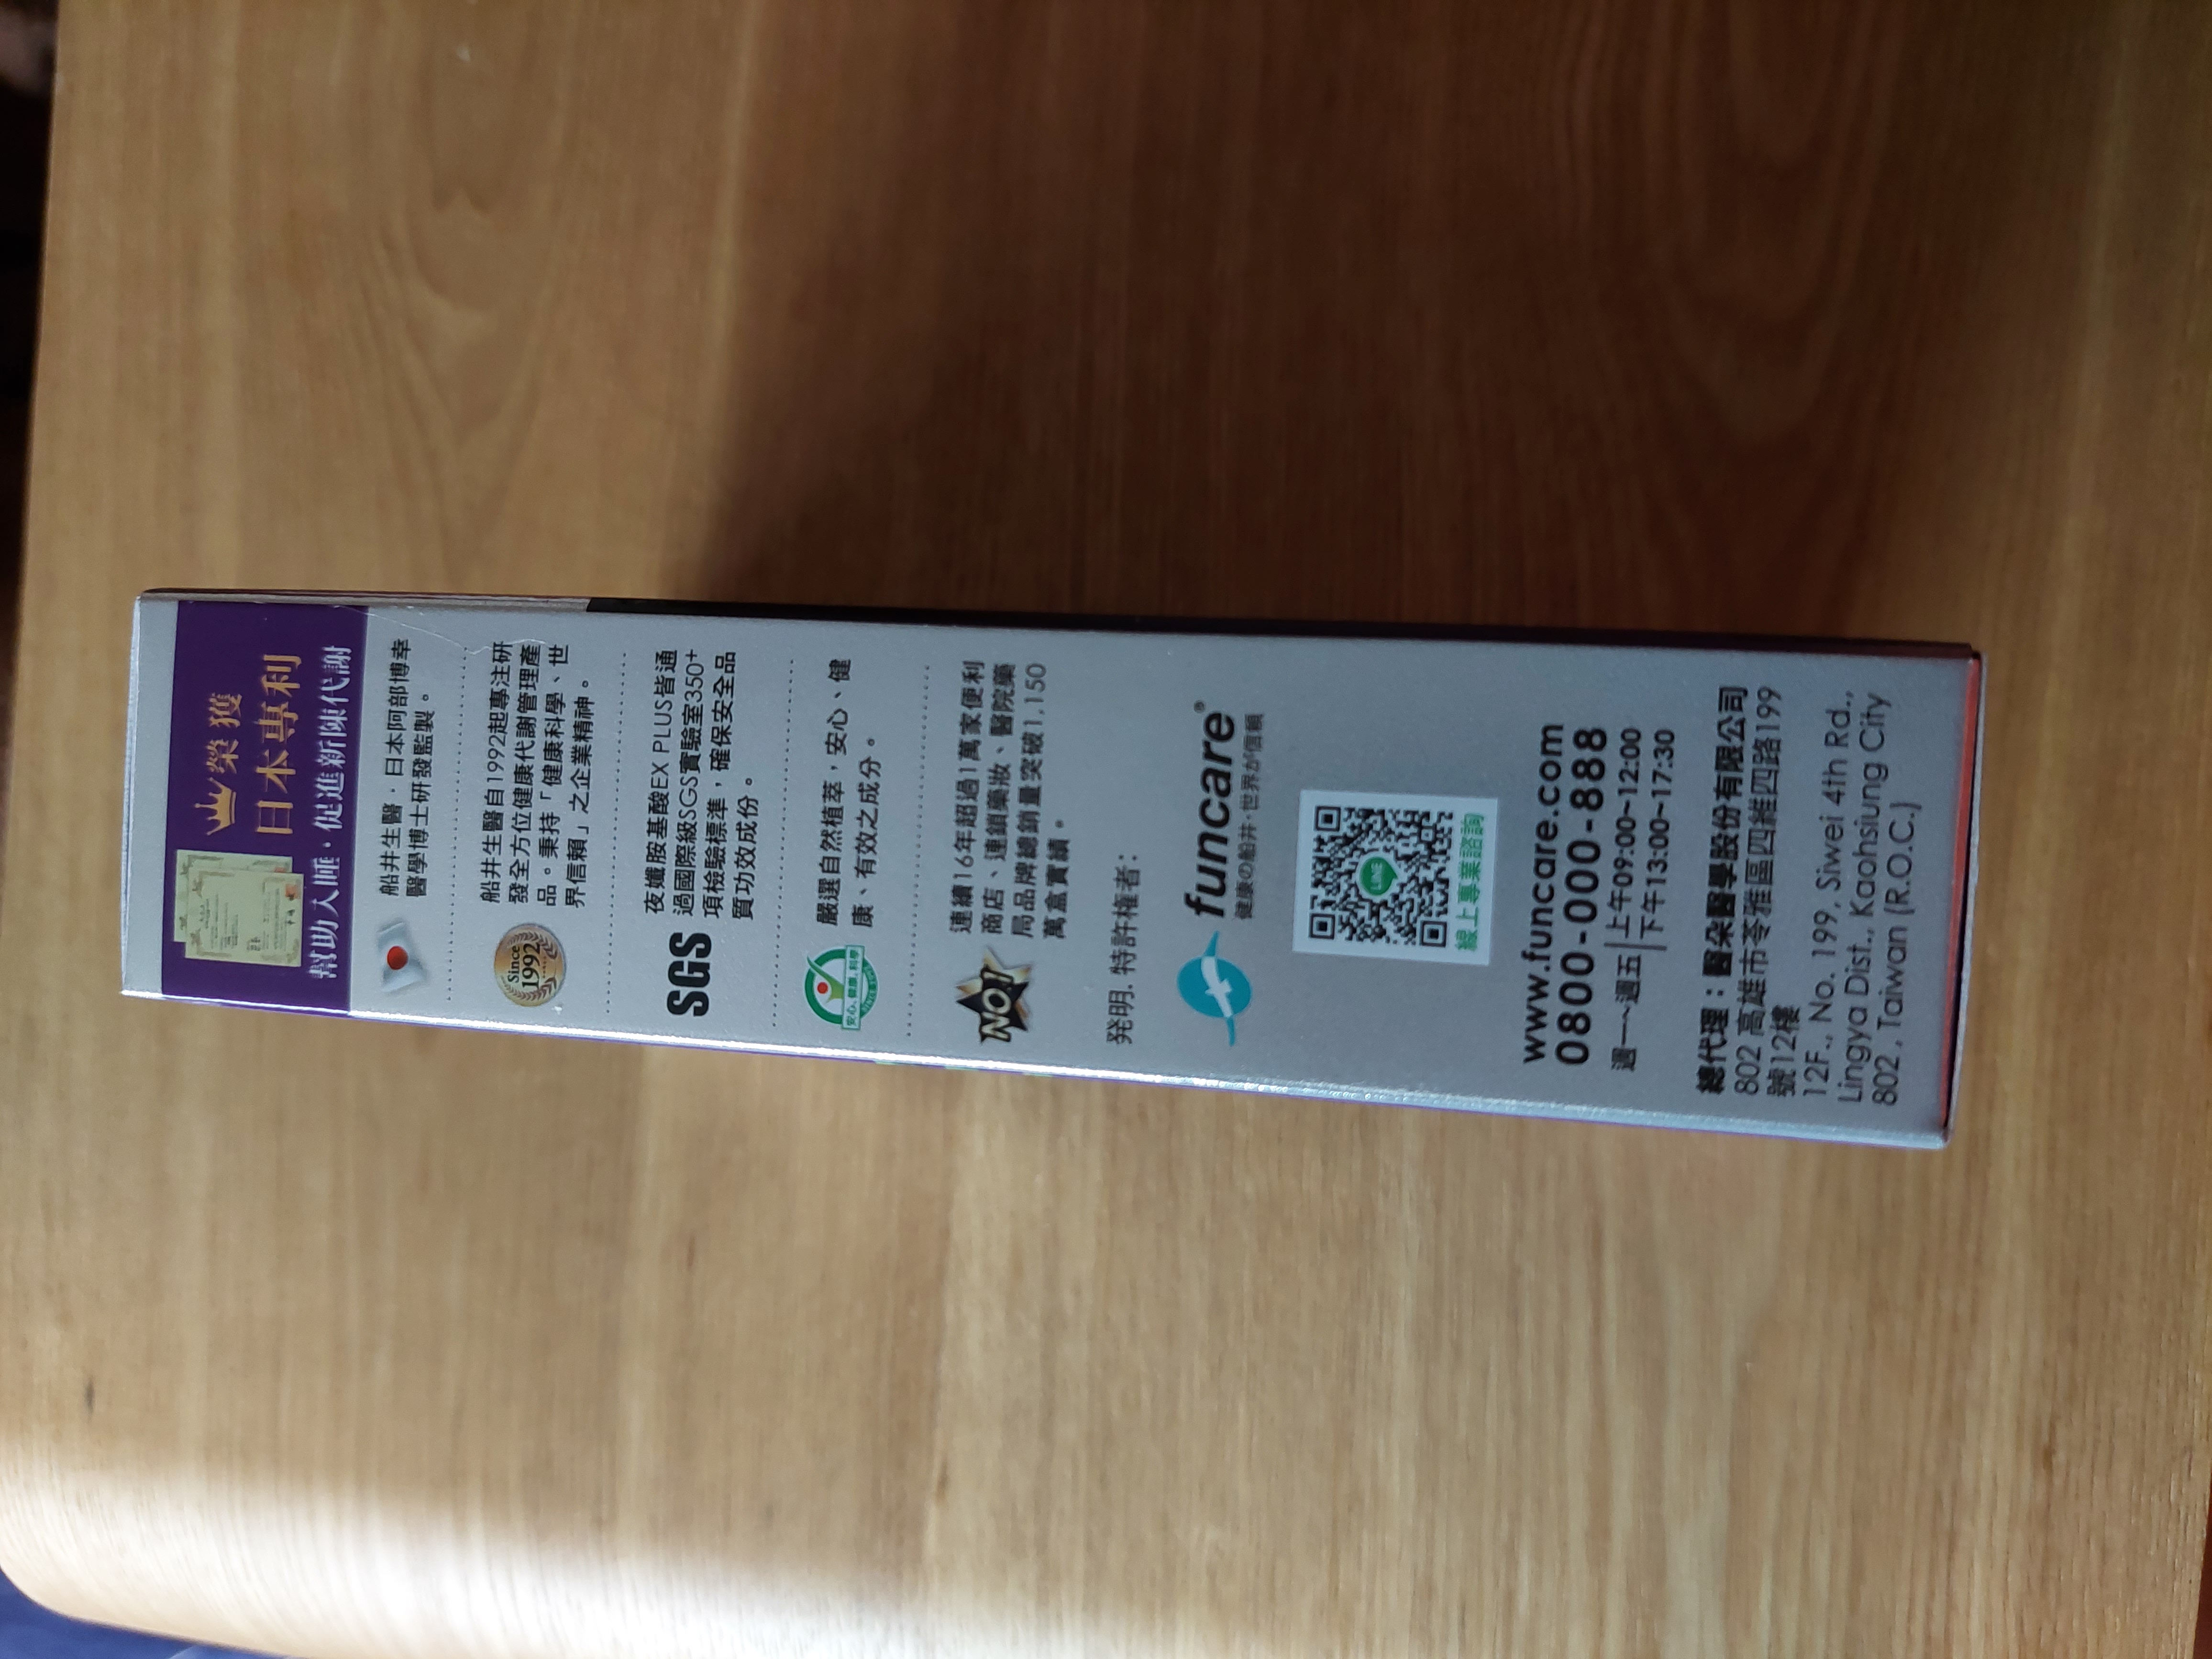 榮獲
日本專利
幫助入睡·促進新陳代謝
船井生醫·日本阿部博幸
醫學博士研發監製。
Since
1992
船井生醫自1992起專注研
發全方位健康代謝管理產
品。秉持「健康科學、世
界信賴」之企業精神。
SGS
夜孅胺基酸EX PLUS皆通
過國際級SGS實驗室350+
項檢驗標準，確保安全品
質功效成份。
安心.健康.科學
嚴選自然植萃，安心、健
康、有效之成分。
NO.1
連續16年超過1萬家便利
商店、連鎖藥妝、醫院藥
局品牌總銷量突破1,150
萬盒實績。
発明.特許権者：
funcare®
健康の船井·世界が信頼
LINE
線上專業諮詢
www.funcare.com
0800-000-888
週一~週五 上午09:00~12:00
下午13:00~17:30
總代理：醫朵醫學股份有限公司
802 高雄市苓雅區四維四路199
號12樓
12F., No. 199, Siwei 4th Rd.,
Lingya Dist., Kaohsiung City
802 , Taiwan (R.O.C.)